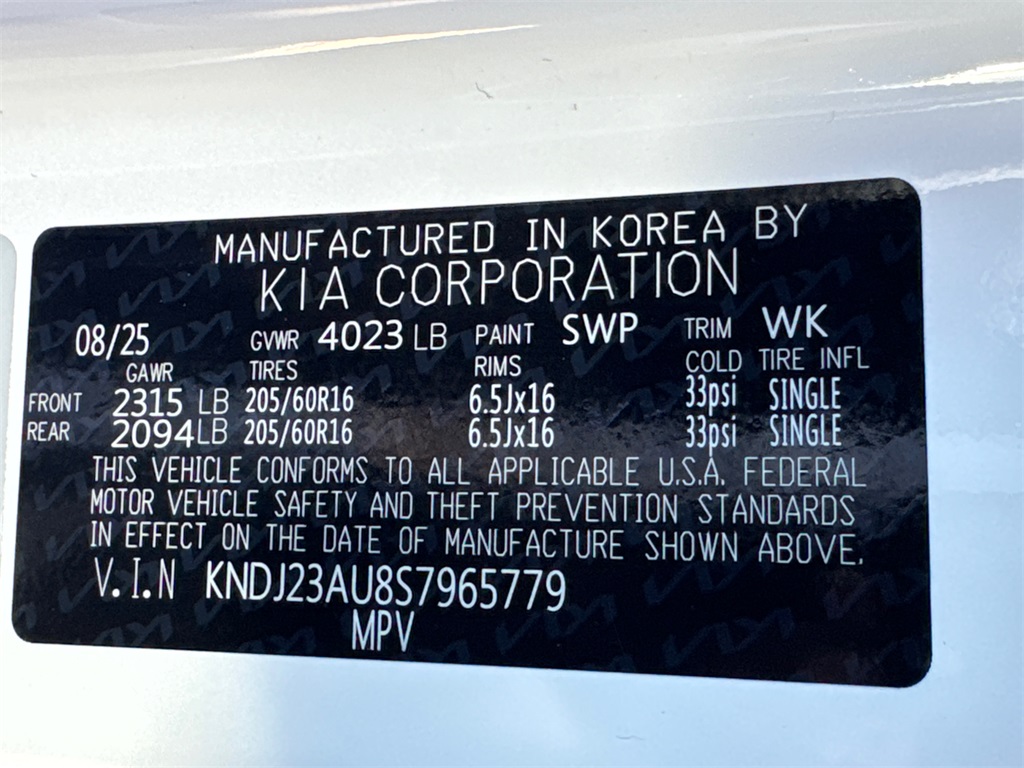 MANUFACTURED IN KOREA BY
KIA CORPORATION
08/25 GVWR 4023 LB PAINT SWP TRIM WK
GAWR TIRES RIMS COLD TIRE INFL
FRONT 2315 LB 205/60R16 6.5Jx16 33psi SINGLE
REAR 2094 LB 205/60R16 6.5Jx16 33psi SINGLE
THIS VEHICLE CONFORMS TO ALL APPLICABLE U.S.A. FEDERAL
MOTOR VEHICLE SAFETY AND THEFT PREVENTION STANDARDS
IN EFFECT ON THE DATE OF MANUFACTURE SHOWN ABOVE.
V.I.N KNDJ23AU8S7965779
MPV